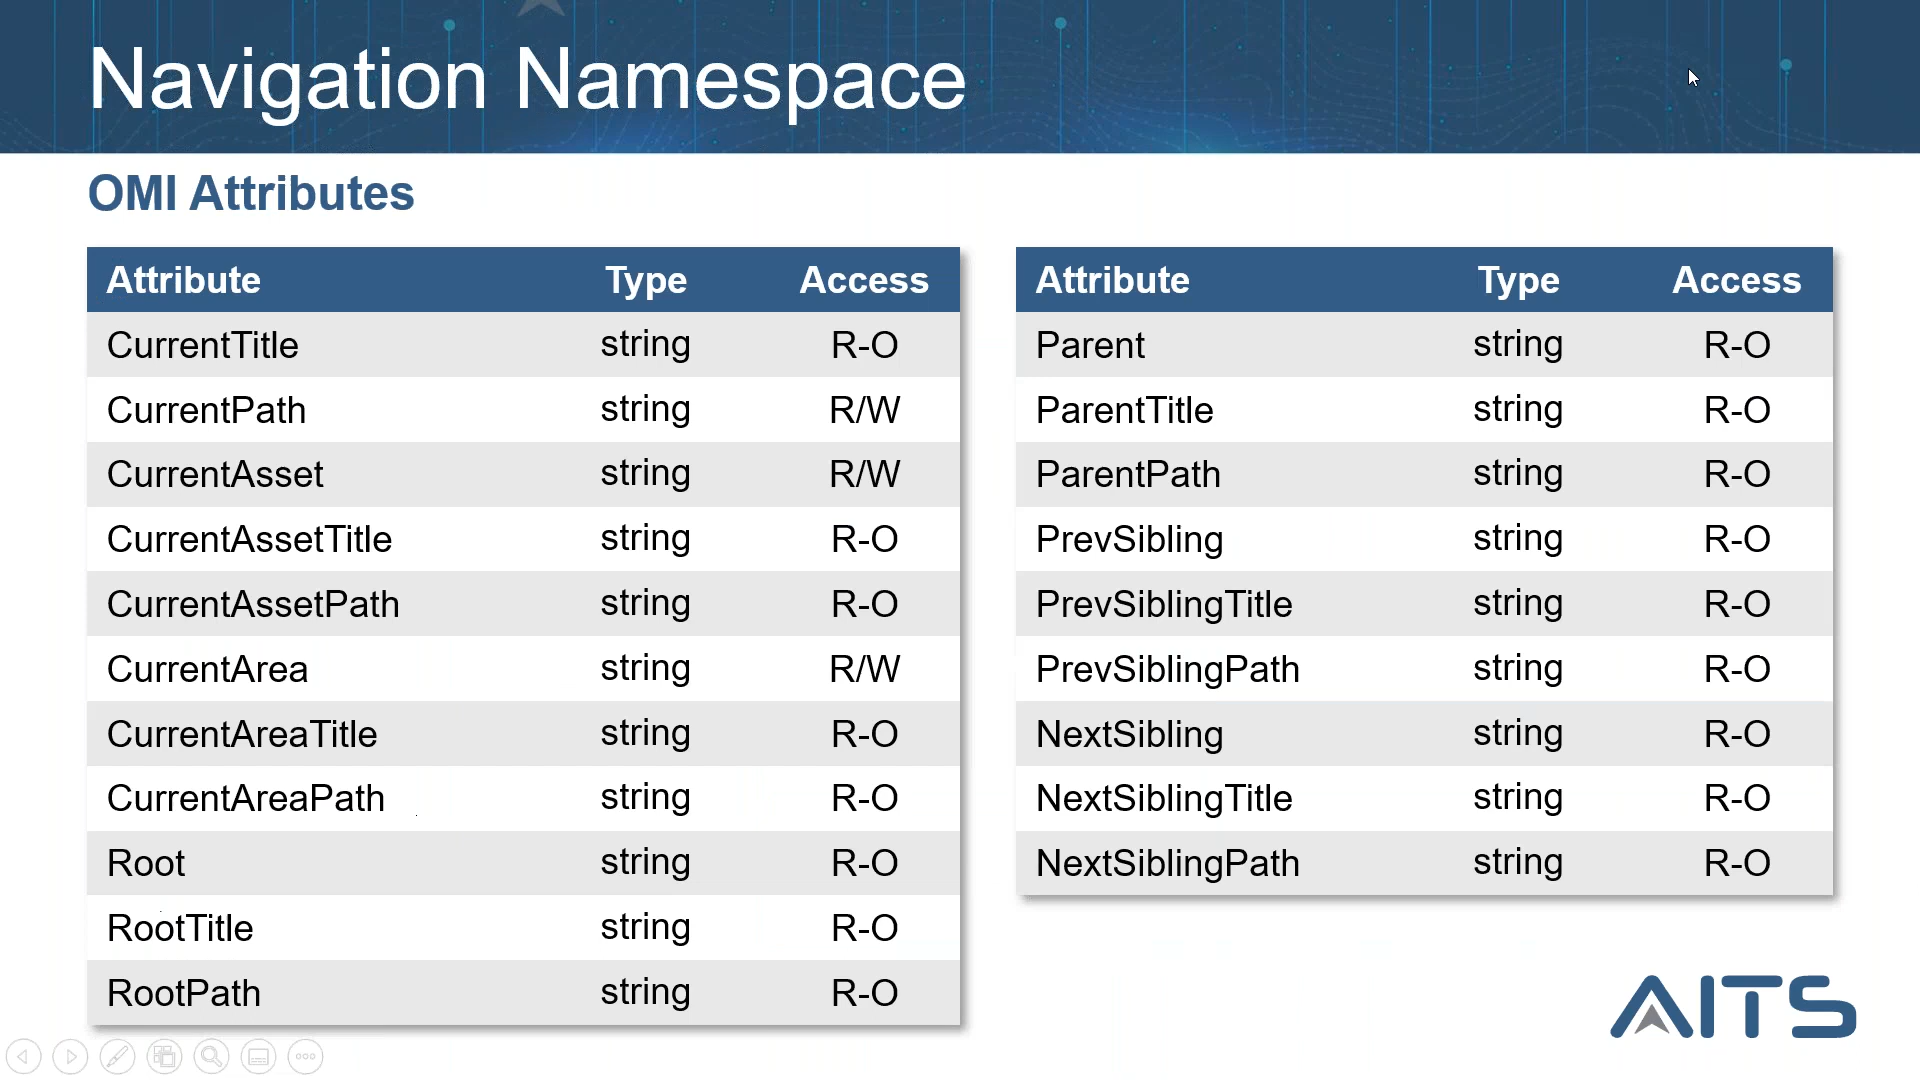 Navigation Namespace
OMI Attributes
Attribute Type Access
CurrentTitle string R-O
CurrentPath string R/W
CurrentAsset string R/W
CurrentAssetTitle string R-O
CurrentAssetPath string R-O
CurrentArea string R/W
CurrentAreaTitle string R-O
CurrentAreaPath string R-O
Root string R-O
RootTitle string R-O
RootPath string R-O
Attribute Type Access
Parent string R-O
ParentTitle string R-O
ParentPath string R-O
PrevSibling string R-O
PrevSiblingTitle string R-O
PrevSiblingPath string R-O
NextSibling string R-O
NextSiblingTitle string R-O
NextSiblingPath string R-O
AITS